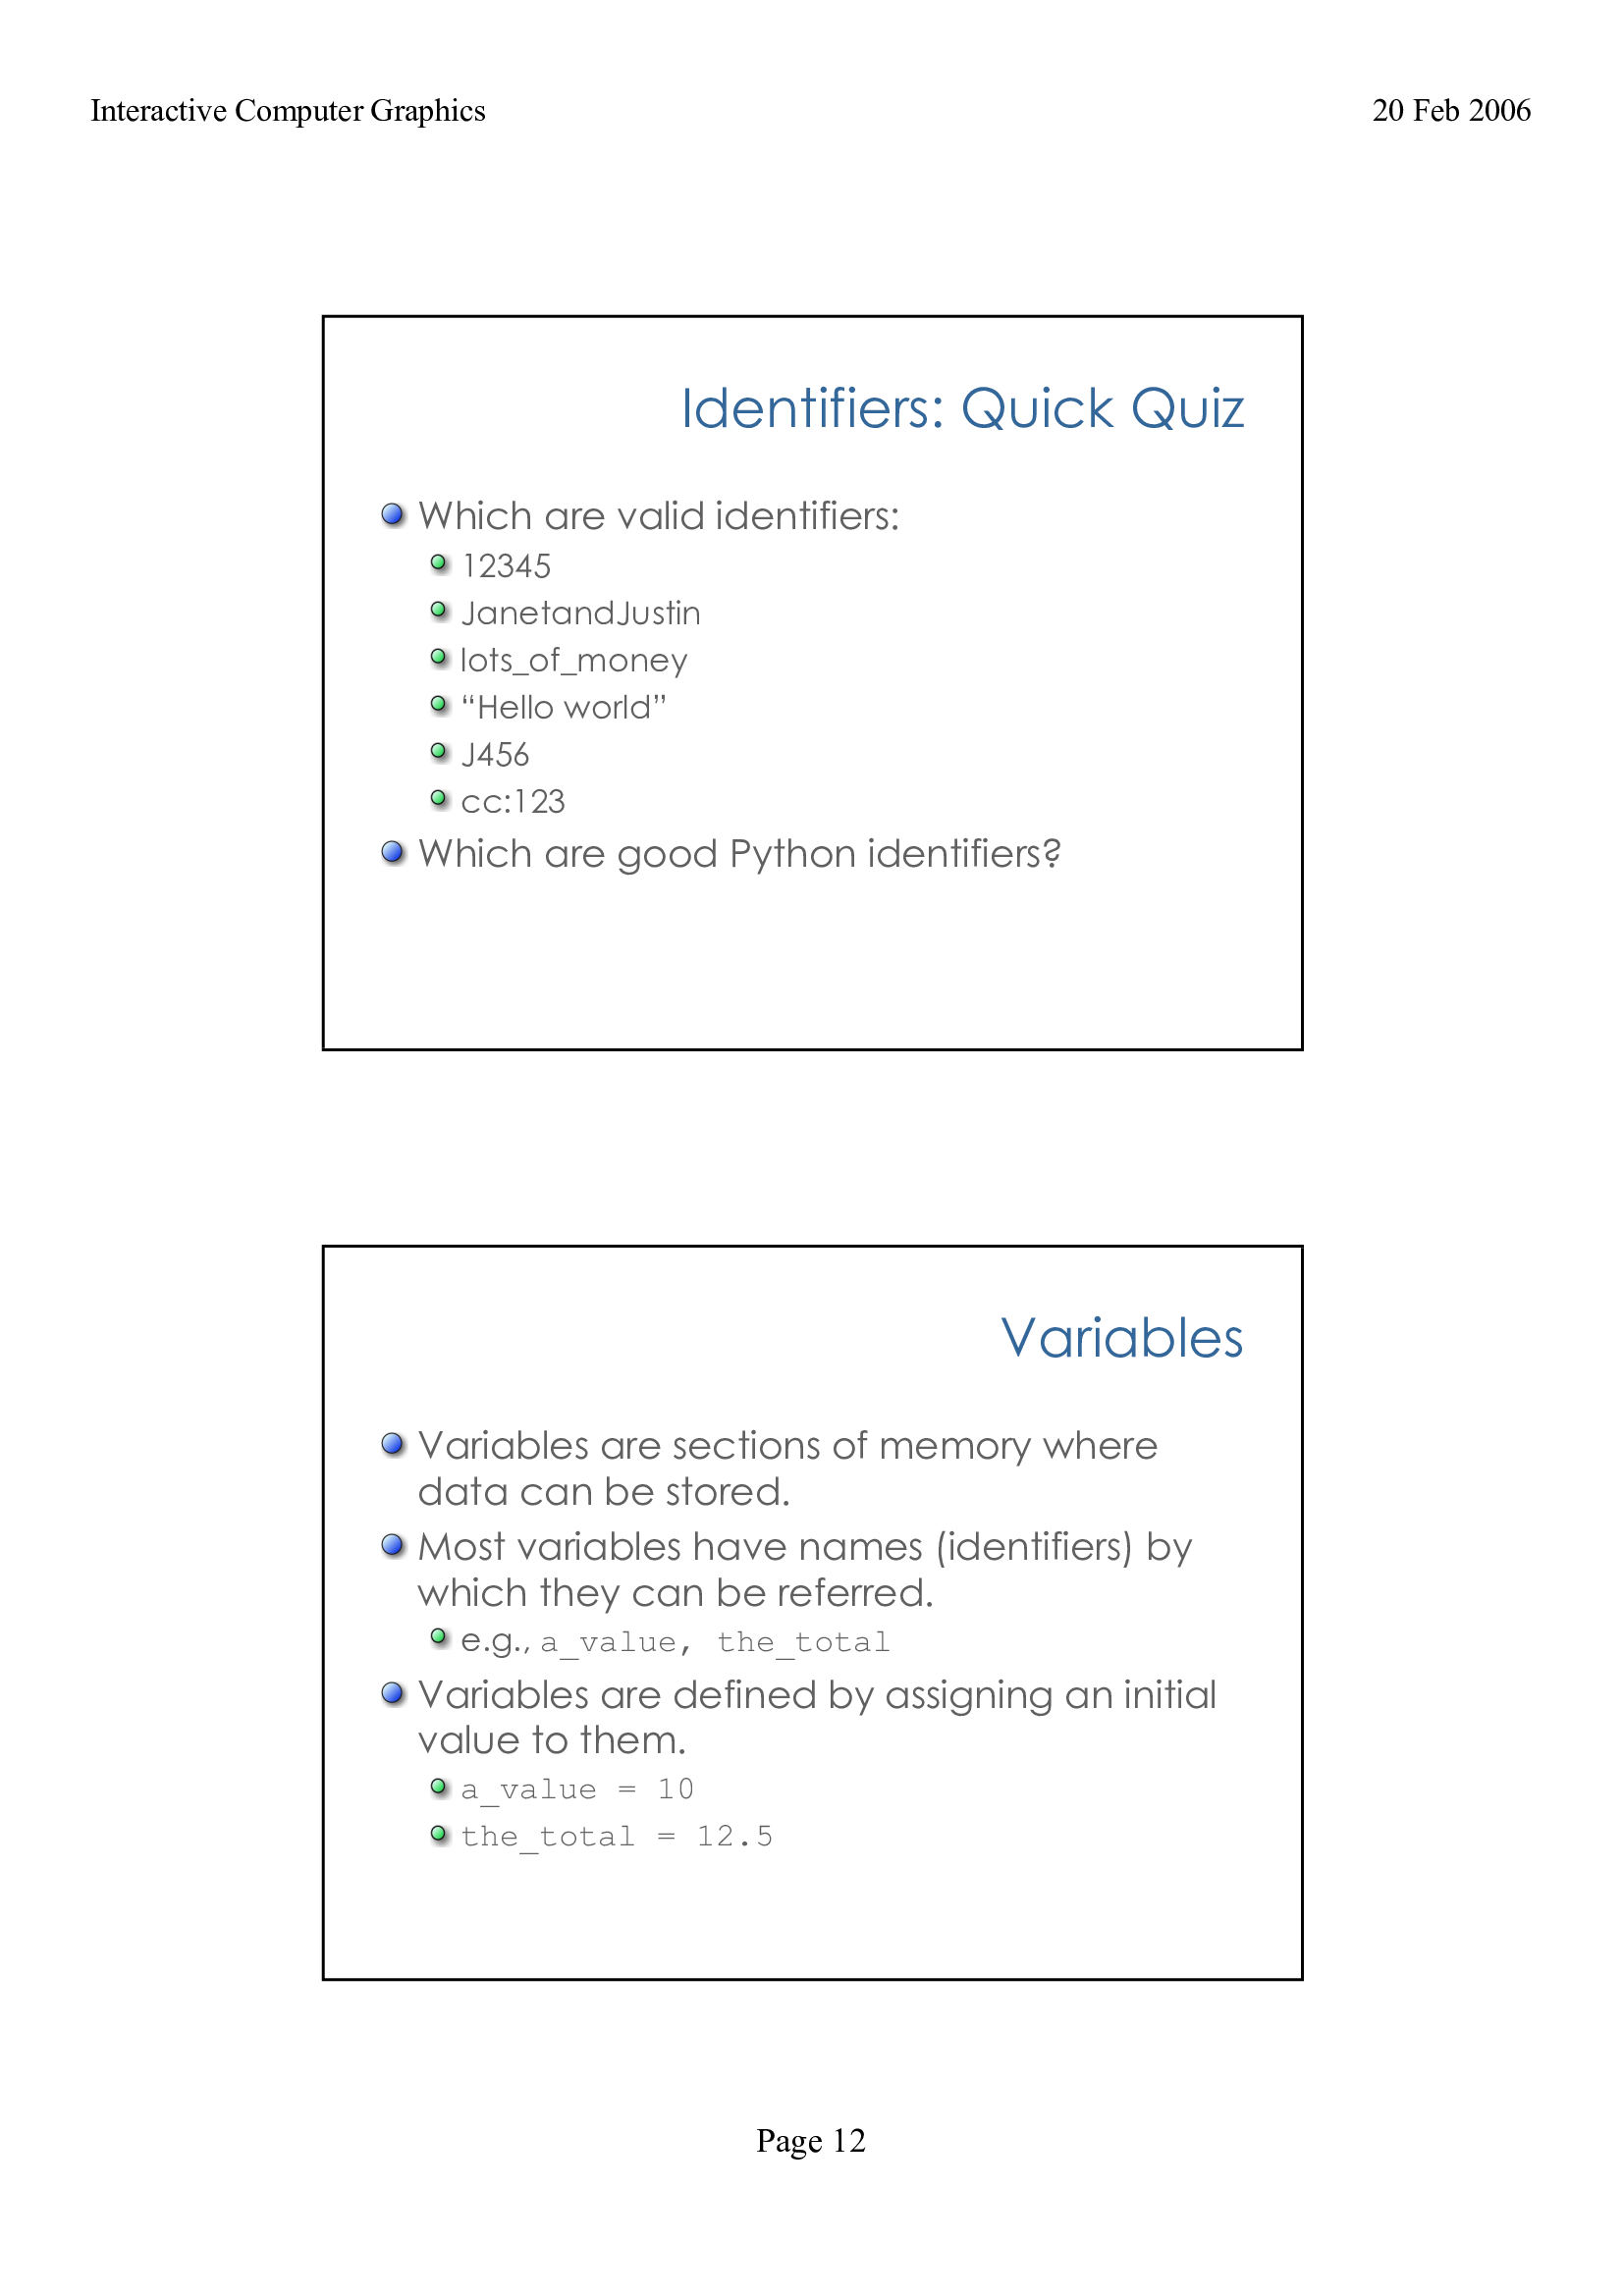 Interactive Computer Graphics 20 Feb 2006
Identifiers: Quick Quiz
Which are valid identifiers:
12345
JanetandJustin
lots_of_money
“Hello world”
J456
cc:123
Which are good Python identifiers?
Variables
Variables are sections of memory where
data can be stored.
Most variables have names (identifiers) by
which they can be referred.
e.g., a_value, the_total
Variables are defined by assigning an initial
value to them.
a_value = 10
the_total = 12.5
Page 12